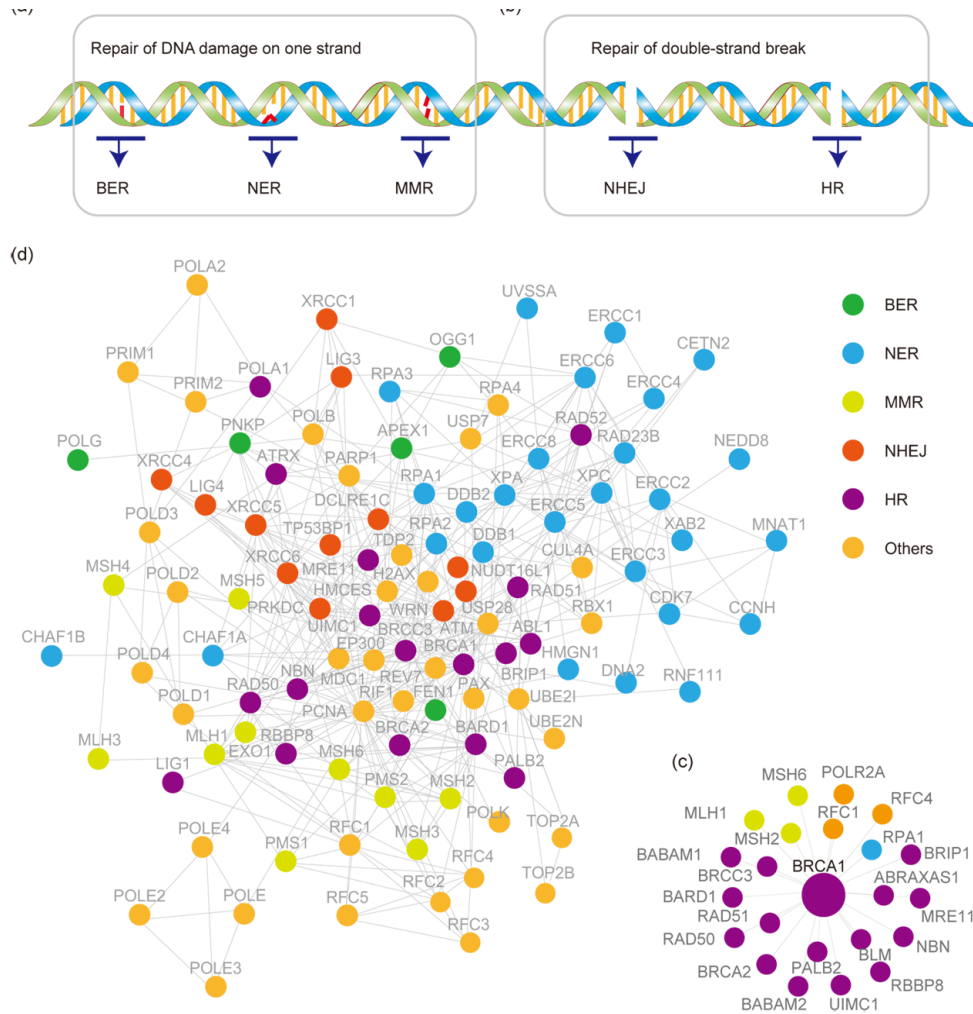 (a)
(b)
Repair of DNA damage on one strand
Repair of double-strand break
BER
NER
MMR
NHEJ
HR
(d)
POLA2
XRCC1
UVSSA
ERCC1
OGG1
CETN2
PRIM1
POLA1
LIG3
ERCC6
PRIM2
RPA3
RPA4
ERCC4
POLB
USP7
RAD52
PNKP
APEX1
ERCC8
RAD23B
NEDD8
POLG
XRCC4
ATRX
PARP1
RPA1
XPA
XPC
ERCC2
LIG4
DCLRE1C
DDB2
POLD3
XRCC5
ERCC5
TP53BP1
RPA2
DDB1
XAB2
MNAT1
TDP2
CUL4A
ERCC3
XRCC6
MRE11
MSH4
POLD2
MSH5
H2AX
NUDT16L1
HMCES
RAD51
PRKDC
WRN
USP28
RBX1
CDK7
CCNH
UIMC1
BRCC3
ATM
ABL1
CHAF1B
CHAF1A
EP300
BRCA1
HMGN1
POLD4
NBN
MDC1
REV7
BRIP1
DNA2
RNF111
RAD50
RIF1
FEN1
PAX
POLD1
PCNA
UBE2I
BRCA2
BARD1
UBE2N
MLH3
MLH1
EXO1
RBBP8
MSH6
PALB2
LIG1
PMS2
MSH2
POLK
TOP2A
POLE4
PMS1
RFC1
MSH3
RFC4
TOP2B
POLE2
POLE
RFC5
RFC2
RFC3
POLE3
BER
NER
MMR
NHEJ
HR
Others
(c)
MSH6
POLR2A
MLH1
RFC1
RFC4
MSH2
RPA1
BABAM1
BRCA1
BRIP1
BRCC3
ABRAXAS1
BARD1
MRE11
RAD51
RAD50
NBN
BLM
BRCA2
PALB2
RBBP8
BABAM2
UIMC1